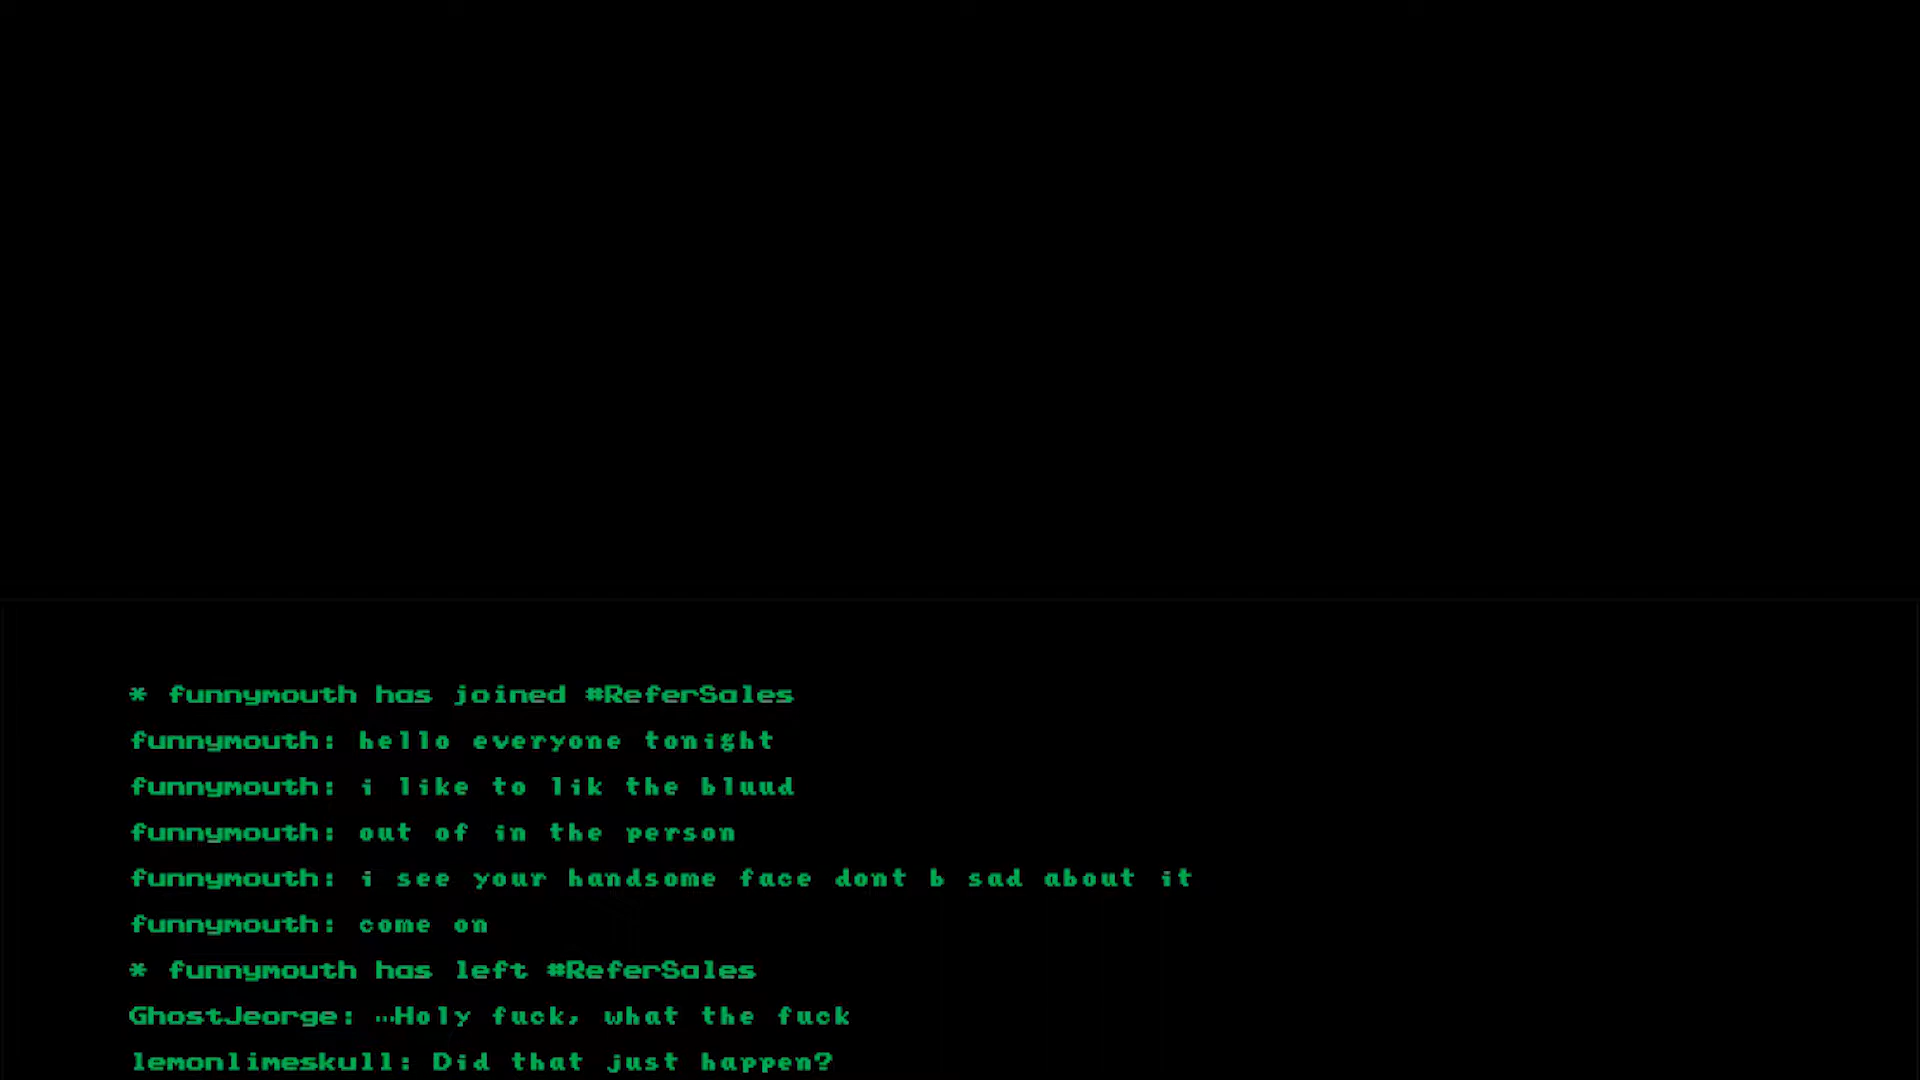 * funnymouth has joined #ReferSales
funnymouth: hello everyone tonight
funnymouth: i like to lik the bluud
funnymouth: out of in the person
funnymouth: i see your handsome face dont b sad about it
funnymouth: come on
* funnymouth has left #ReferSales
GhostJeorge: …Holy fuck, what the fuck
lemonlimeskull: Did that just happen?